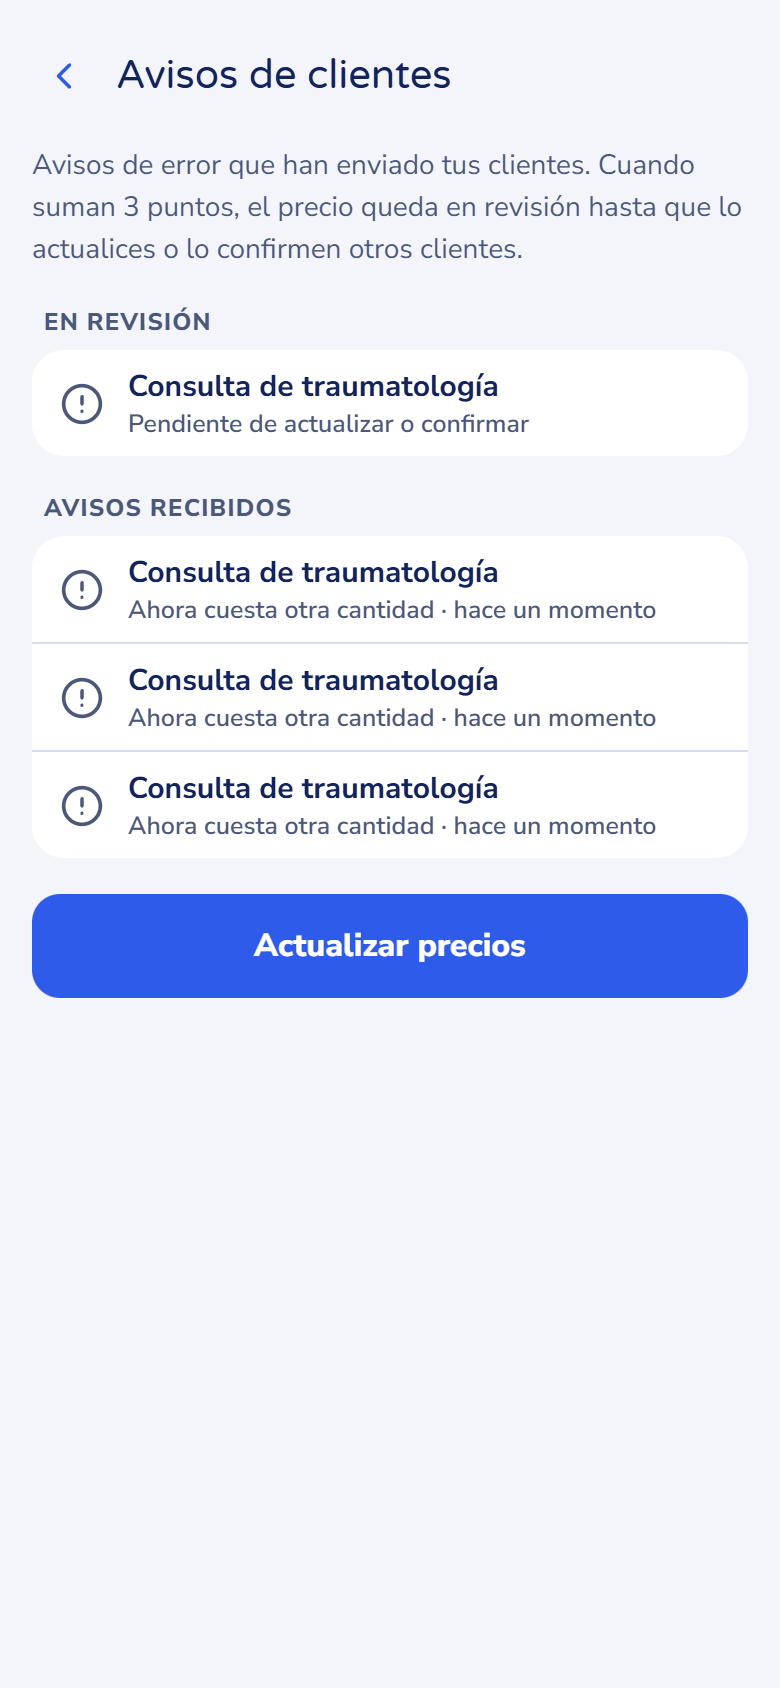 Avisos de clientes
Avisos de error que han enviado tus clientes. Cuando
suman 3 puntos, el precio queda en revisión hasta que lo
actualices o lo confirmen otros clientes.
EN REVISIÓN
Consulta de traumatología
Pendiente de actualizar o confirmar
AVISOS RECIBIDOS
Consulta de traumatología
Ahora cuesta otra cantidad · hace un momento
Consulta de traumatología
Ahora cuesta otra cantidad · hace un momento
Consulta de traumatología
Ahora cuesta otra cantidad · hace un momento
Actualizar precios